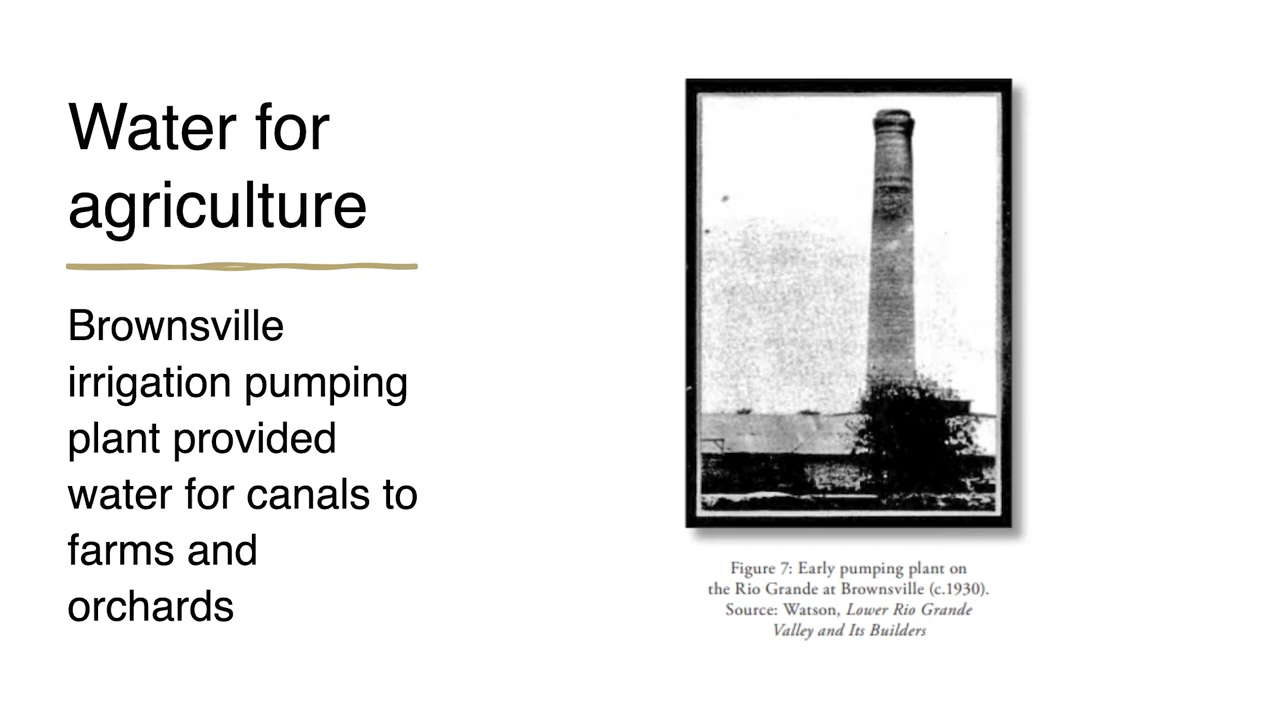 Water for
agriculture
Brownsville
irrigation pumping
plant provided
water for canals to
farms and
orchards
Figure 7: Early pumping plant on
the Rio Grande at Brownsville (c.1930).
Source: Watson, Lower Rio Grande
Valley and Its Builders